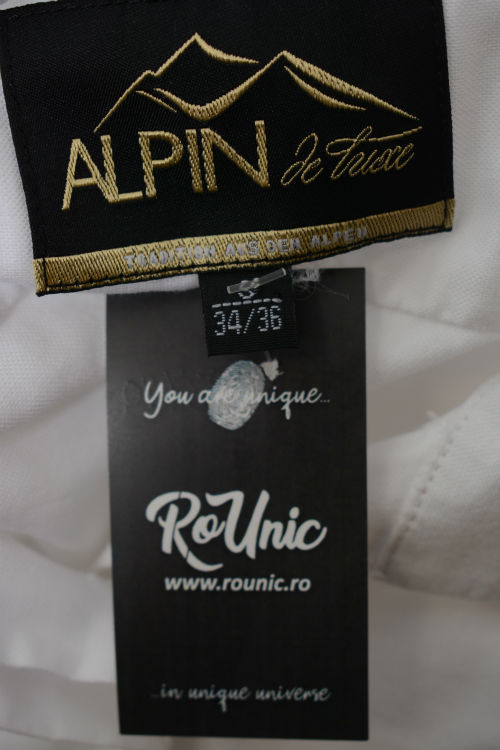 ALPIN de luxe
TRADITION AUS DEN ALPEN
S
34/36
You are unique...
RoUnic
www.rounic.ro
...in unique universe